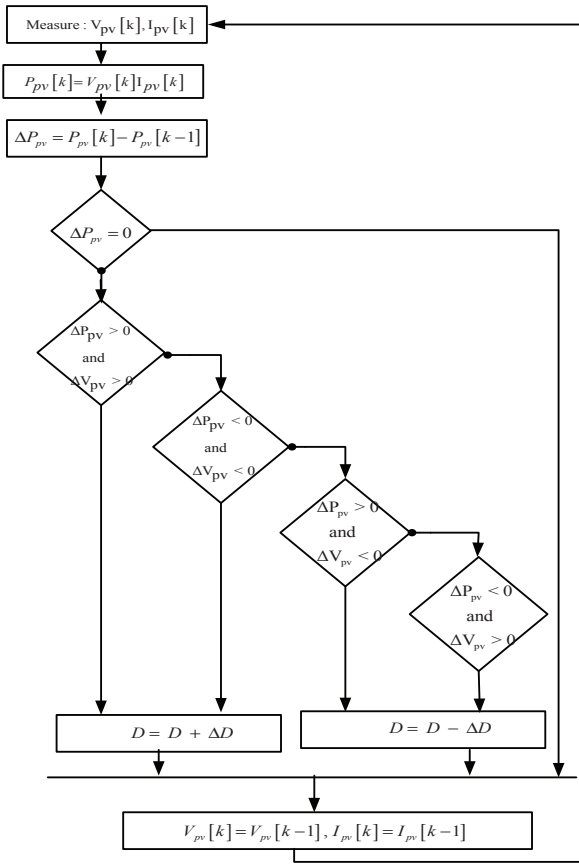 Measure : V_pv [k], I_pv [k]
P_pv [k] = V_pv [k] I_pv [k]
ΔP_pv = P_pv [k] − P_pv [k−1]
ΔP_pv = 0
ΔP_pv > 0
and
ΔV_pv > 0
ΔP_pv < 0
and
ΔV_pv < 0
ΔP_pv > 0
and
ΔV_pv < 0
ΔP_pv < 0
and
ΔV_pv > 0
D = D + ΔD
D = D − ΔD
V_pv [k] = V_pv [k−1] , I_pv [k] = I_pv [k−1]